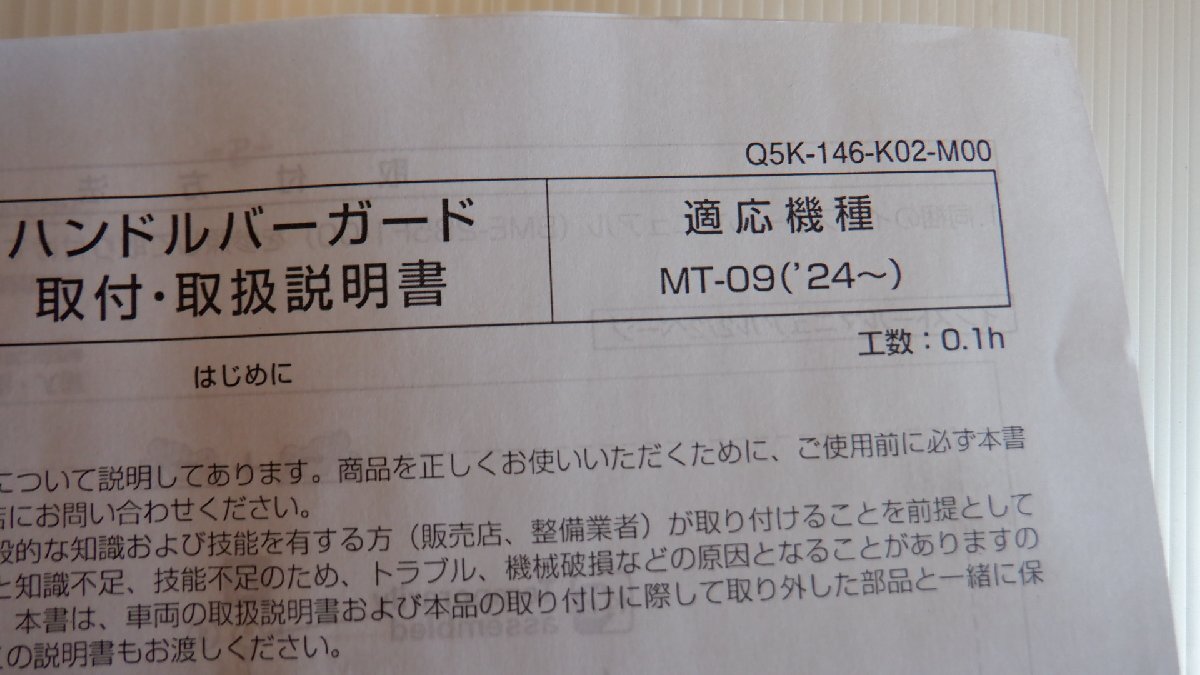 Q5K-146-K02-M00
ハンドルバーガード
取付・取扱説明書
適応機種
MT-09('24～)
工数：0.1h
はじめに
について説明してあります。商品を正しくお使いいただくために、ご使用前に必ず本書
店にお問い合わせください。
般的な知識および技能を有する方（販売店、整備業者）が取り付けることを前提として
と知識不足、技能不足のため、トラブル、機械破損などの原因となることがありますの
本書は、車両の取扱説明書および本品の取り付けに際して取り外した部品と一緒に保
この説明書もお渡しください。